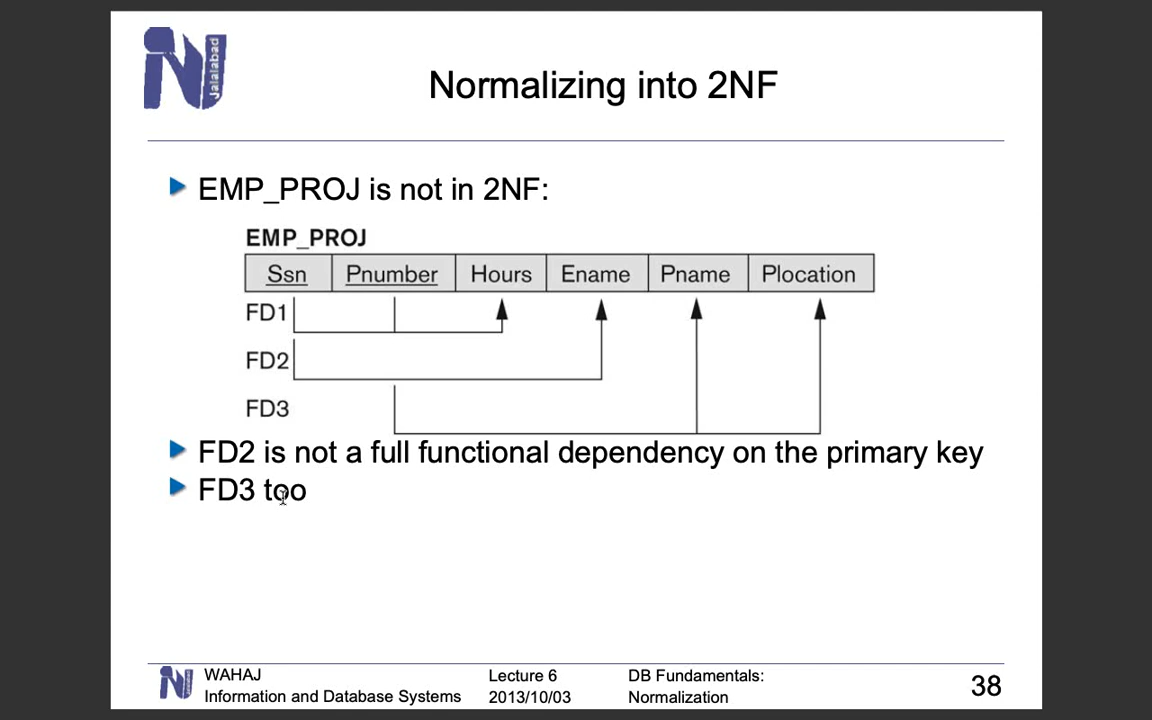 Jalalabad
Normalizing into 2NF
EMP_PROJ is not in 2NF:
EMP_PROJ
Ssn Pnumber Hours Ename Pname Plocation
FD1
FD2
FD3
FD2 is not a full functional dependency on the primary key
FD3 too
WAHAJ Lecture 6 DB Fundamentals:
Information and Database Systems 2013/10/03 Normalization 38